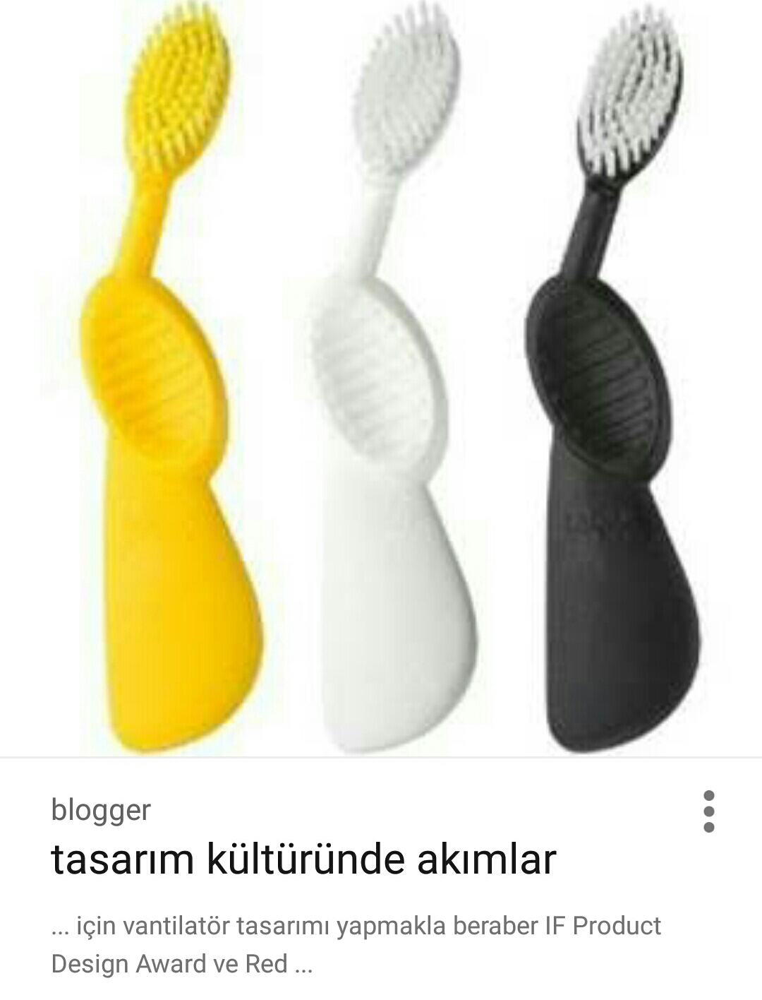 blogger
tasarım kültüründe akımlar
... için vantilatör tasarımı yapmakla beraber IF Product
Design Award ve Red ...